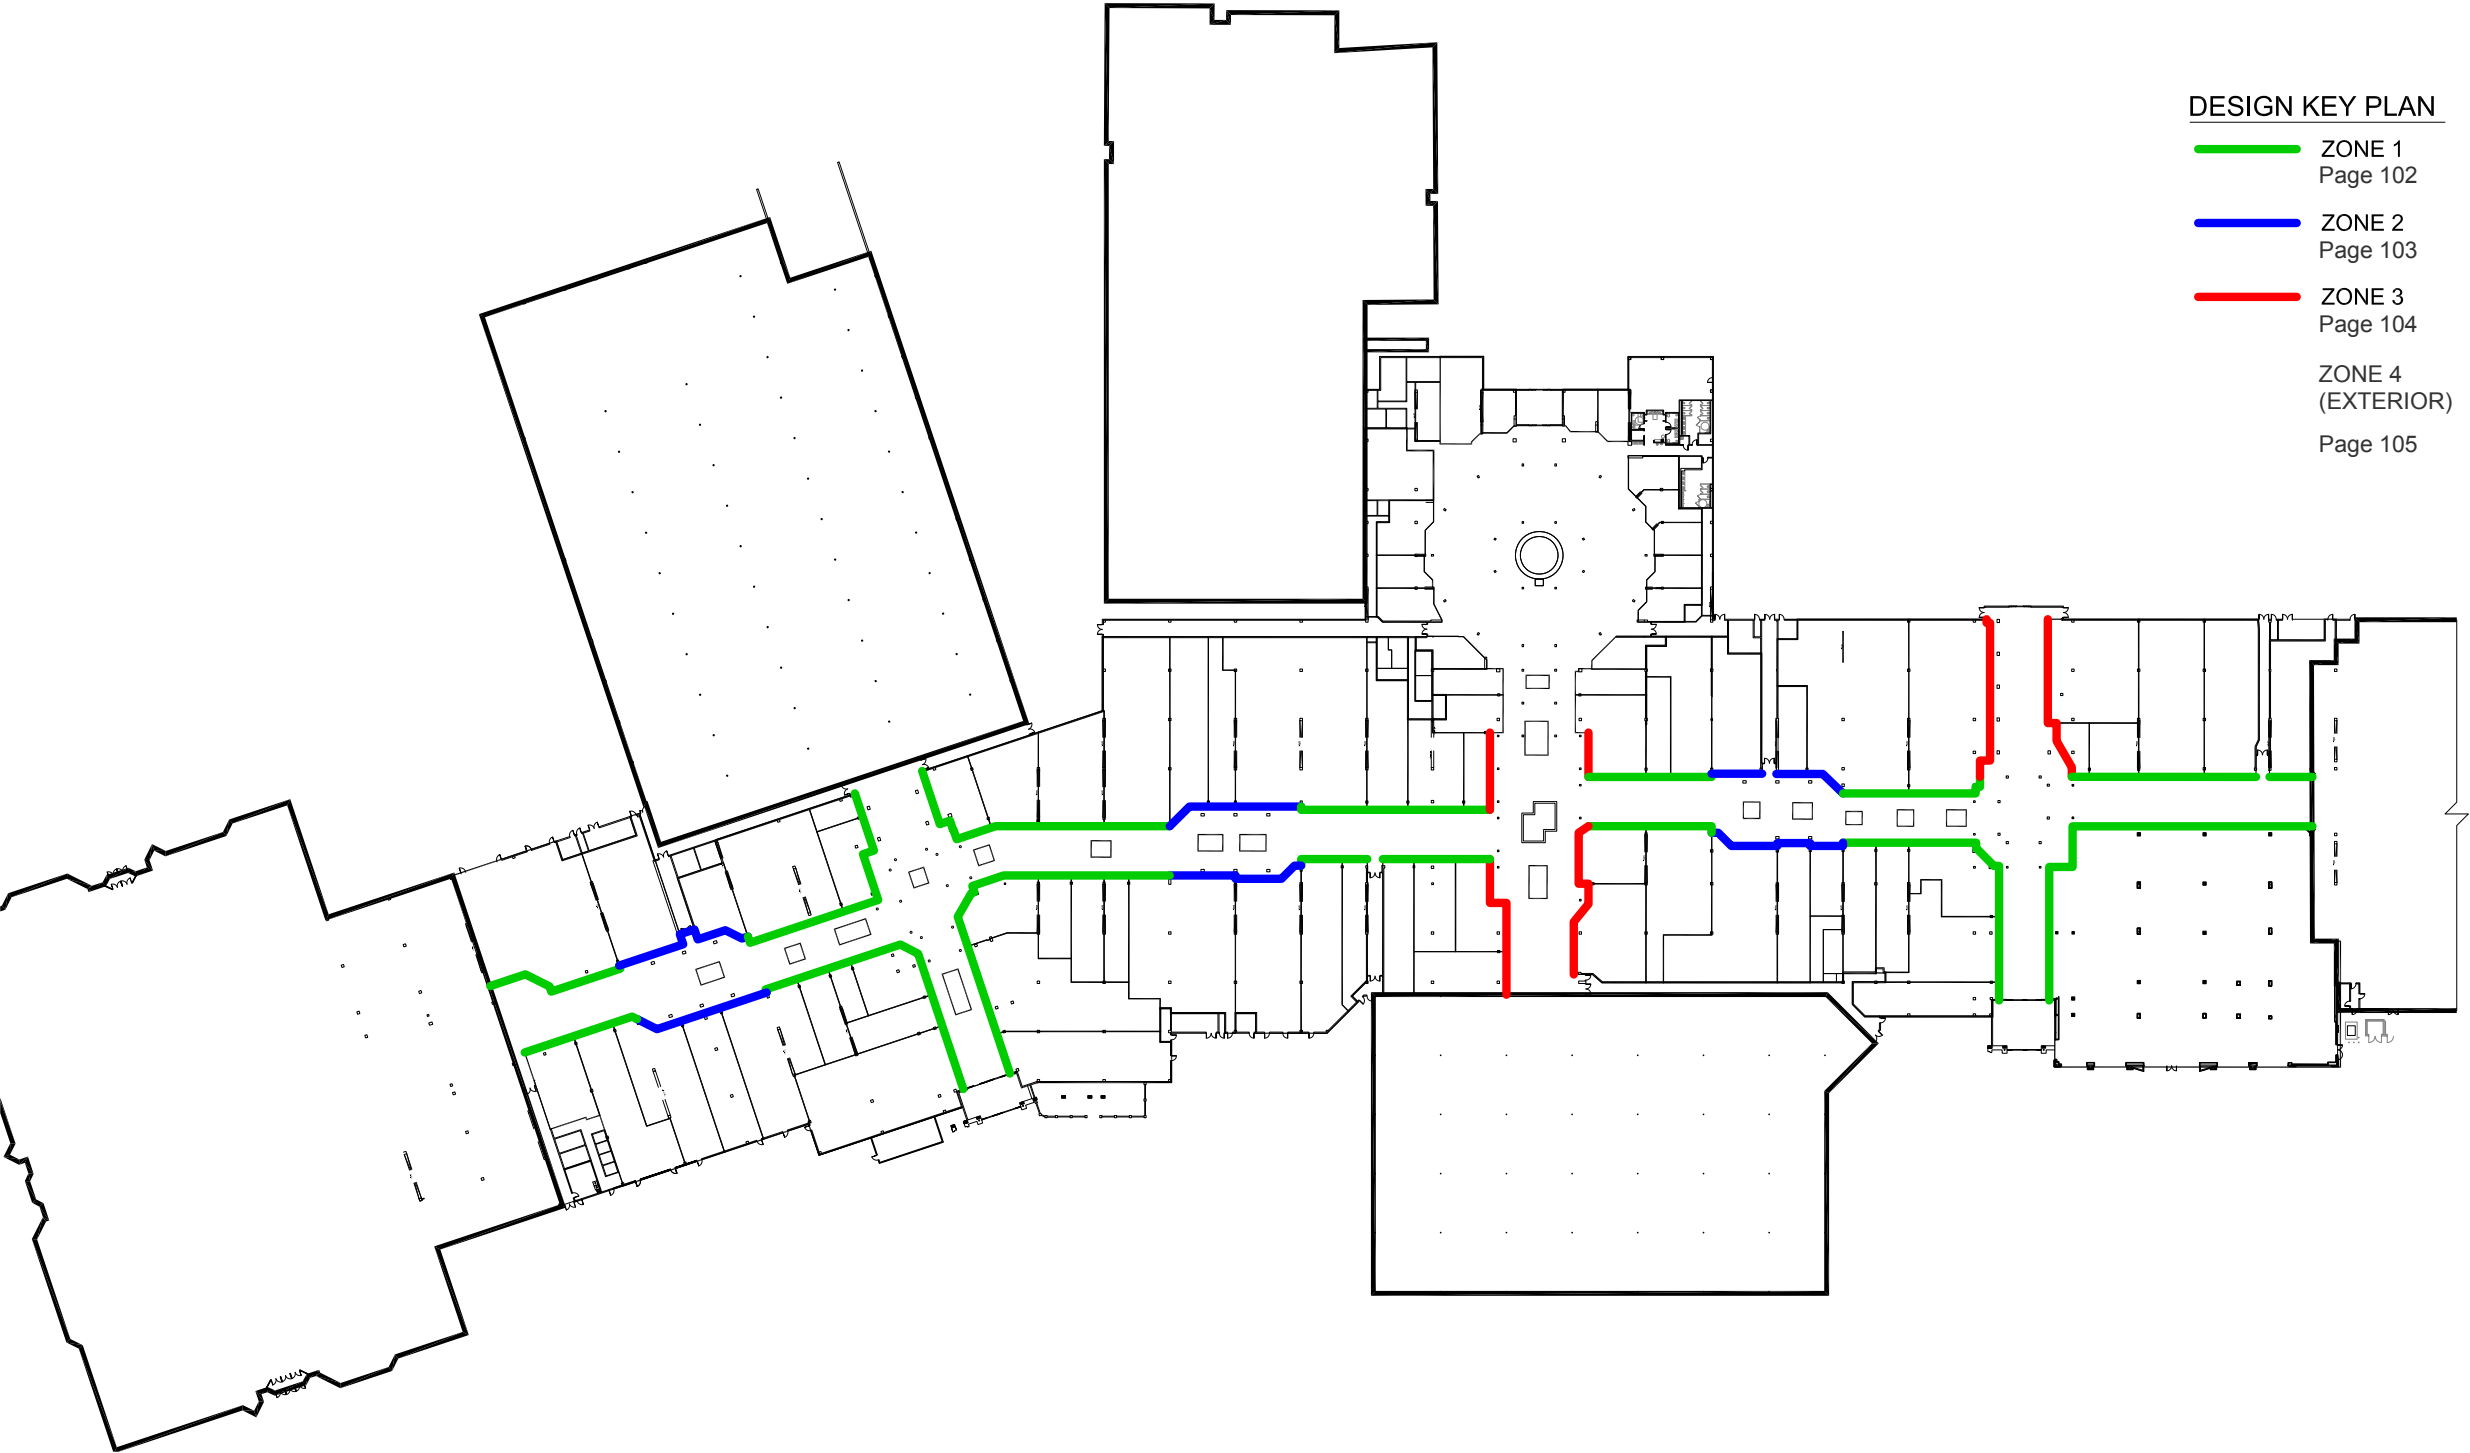 DESIGN KEY PLAN
ZONE 1
Page 102
ZONE 2
Page 103
ZONE 3
Page 104
ZONE 4
(EXTERIOR)
Page 105